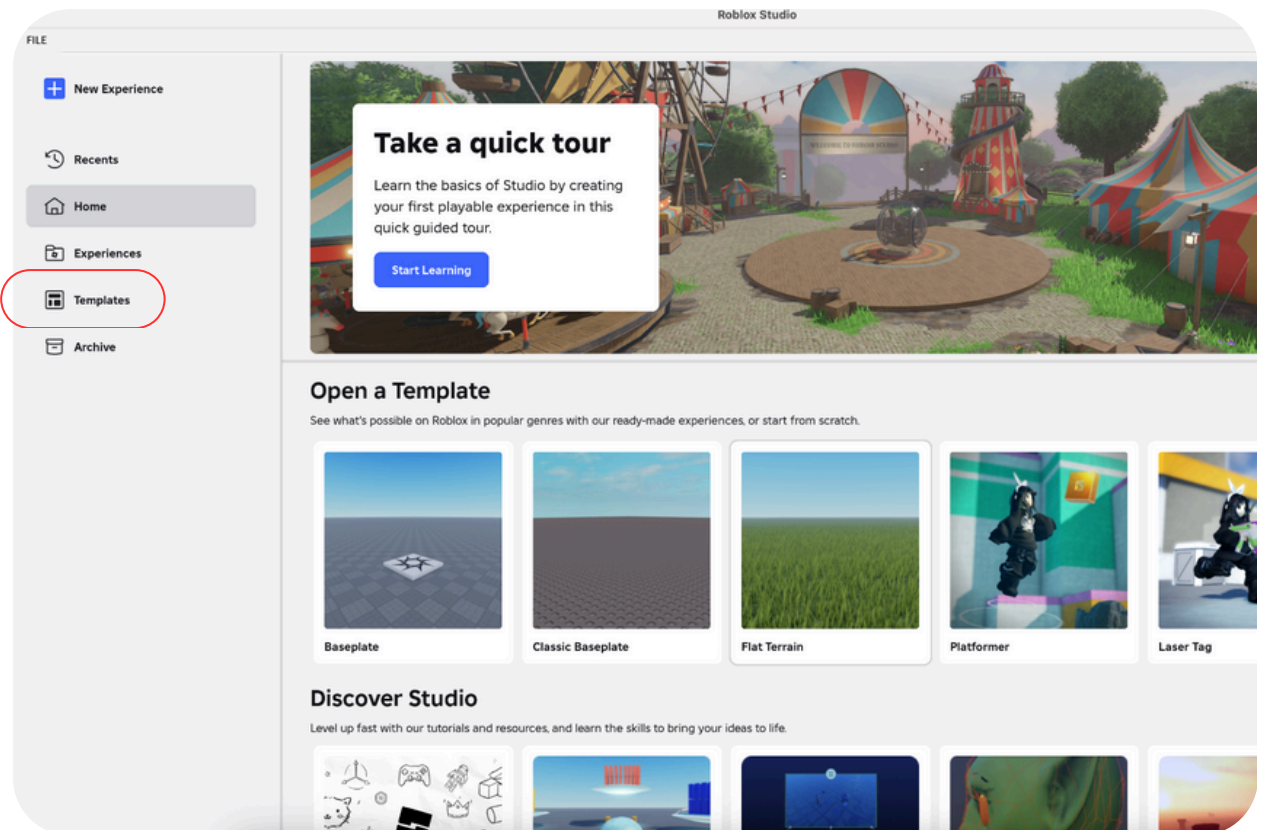 Roblox Studio
FILE
New Experience
Recents
Home
Experiences
Templates
Archive
Take a quick tour
Learn the basics of Studio by creating
your first playable experience in this
quick guided tour.
Start Learning
Open a Template
See what's possible on Roblox in popular genres with our ready-made experiences, or start from scratch.
Baseplate
Classic Baseplate
Flat Terrain
Platformer
Laser Tag
Discover Studio
Level up fast with our tutorials and resources, and learn the skills to bring your ideas to life.